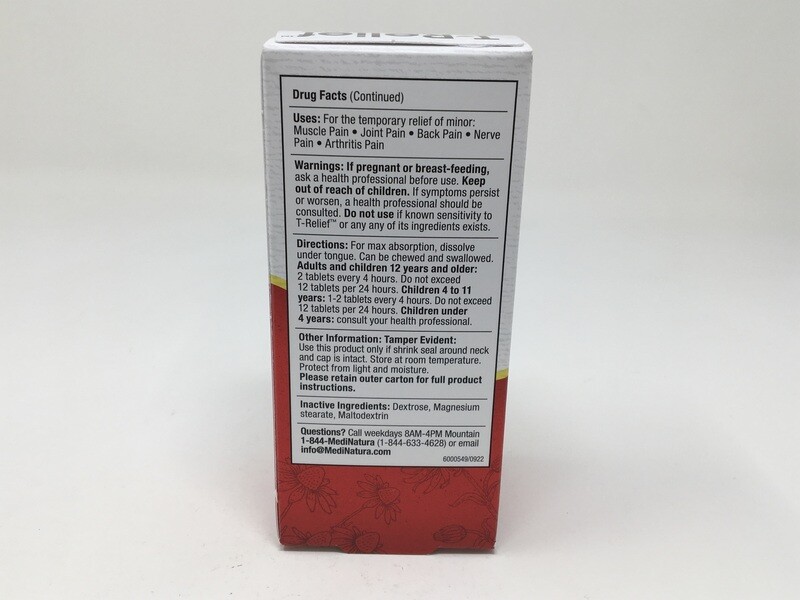 T-Relief™
Drug Facts (Continued)
Uses: For the temporary relief of minor:
Muscle Pain • Joint Pain • Back Pain • Nerve
Pain • Arthritis Pain
Warnings: If pregnant or breast-feeding,
ask a health professional before use. Keep
out of reach of children. If symptoms persist
or worsen, a health professional should be
consulted. Do not use if known sensitivity to
T-Relief™ or any any of its ingredients exists.
Directions: For max absorption, dissolve
under tongue. Can be chewed and swallowed.
Adults and children 12 years and older:
2 tablets every 4 hours. Do not exceed
12 tablets per 24 hours. Children 4 to 11
years: 1-2 tablets every 4 hours. Do not exceed
12 tablets per 24 hours. Children under
4 years: consult your health professional.
Other Information: Tamper Evident:
Use this product only if shrink seal around neck
and cap is intact. Store at room temperature.
Protect from light and moisture.
Please retain outer carton for full product
instructions.
Inactive Ingredients: Dextrose, Magnesium
stearate, Maltodextrin
Questions? Call weekdays 8AM-4PM Mountain
1-844-MediNatura (1-844-633-4628) or email
info@MediNatura.com
6000549/0922